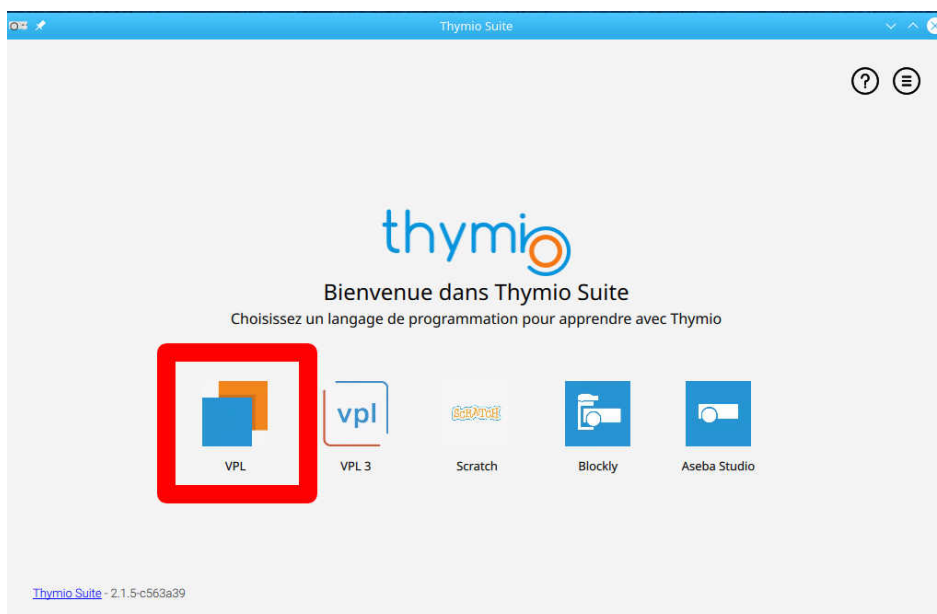 Thymio Suite
thymio
Bienvenue dans Thymio Suite
Choisissez un langage de programmation pour apprendre avec Thymio
vpl
SCRATCH
VPL
VPL 3
Scratch
Blockly
Aseba Studio
Thymio Suite - 2.1.5-c563a39